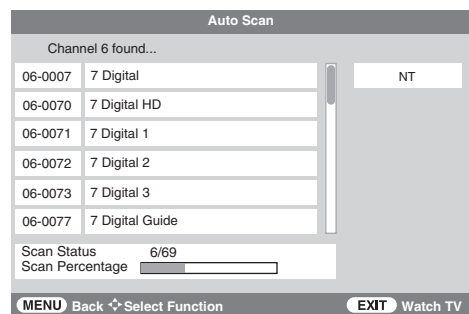 Auto Scan
Channel 6 found...
06-0007 7 Digital NT
06-0070 7 Digital HD
06-0071 7 Digital 1
06-0072 7 Digital 2
06-0073 7 Digital 3
06-0077 7 Digital Guide
Scan Status 6/69
Scan Percentage
MENU Back Select Function EXIT Watch TV